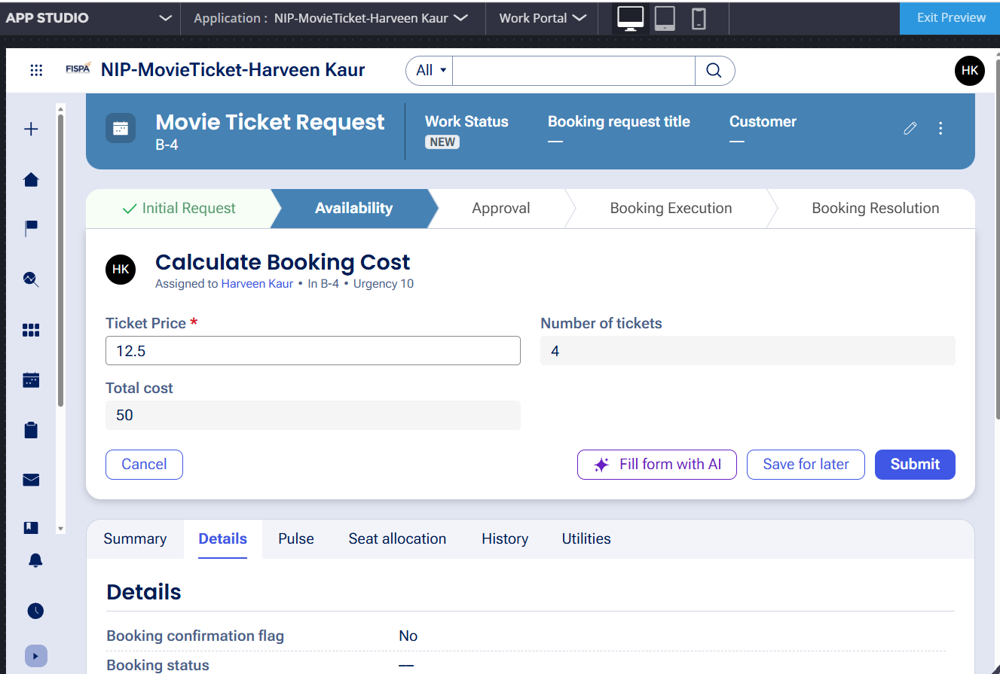 APP STUDIO Application : NIP-MovieTicket-Harveen Kaur Work Portal Exit Preview
FISPA NIP-MovieTicket-Harveen Kaur All HK
Movie Ticket Request Work Status Booking request title Customer
B-4 NEW — —
Initial Request Availability Approval Booking Execution Booking Resolution
HK Calculate Booking Cost
Assigned to Harveen Kaur • In B-4 • Urgency 10
Ticket Price * Number of tickets
12.5 4
Total cost
50
Cancel Fill form with AI Save for later Submit
Summary Details Pulse Seat allocation History Utilities
Details
Booking confirmation flag No
Booking status —